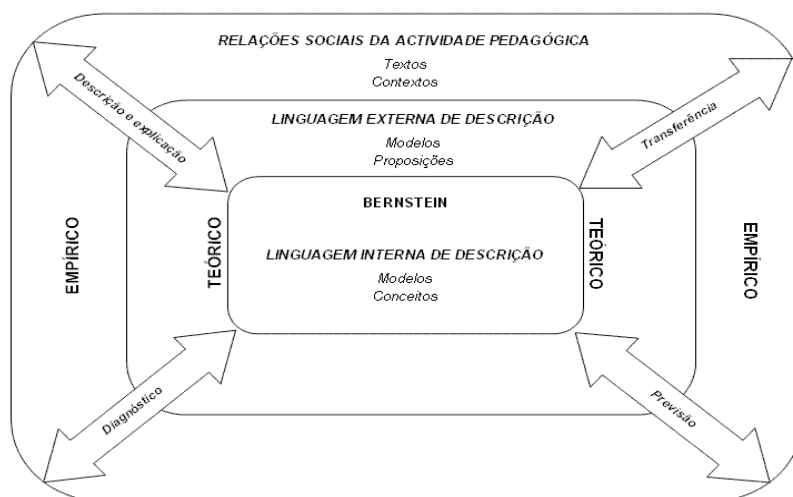 RELAÇÕES SOCIAIS DA ACTIVIDADE PEDAGÓGICA
Textos
Contextos
Descrição e explicação
Transferência
LINGUAGEM EXTERNA DE DESCRIÇÃO
Modelos
Proposições
BERNSTEIN
LINGUAGEM INTERNA DE DESCRIÇÃO
Modelos
Conceitos
EMPÍRICO
TEÓRICO
TEÓRICO
EMPÍRICO
Diagnóstico
Previsão